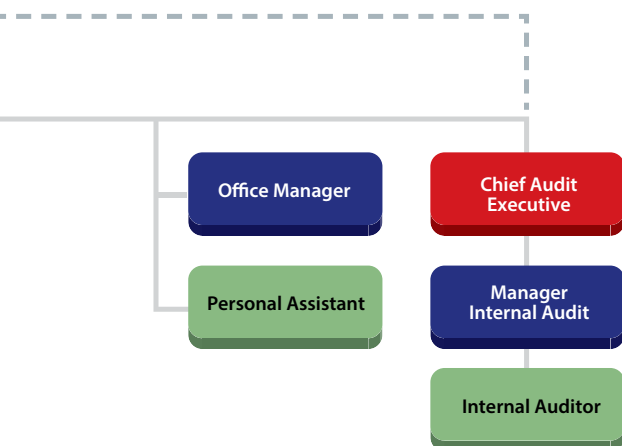 Office Manager
Chief Audit
Executive
Personal Assistant
Manager
Internal Audit
Internal Auditor